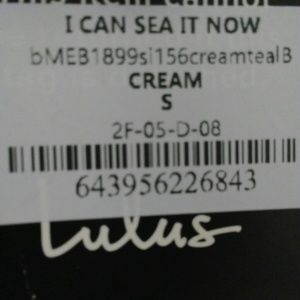 I CAN SEA IT NOW
bMEB1899si156creamtealB
CREAM
S
2F-05-D-08
643956226843
Lulus